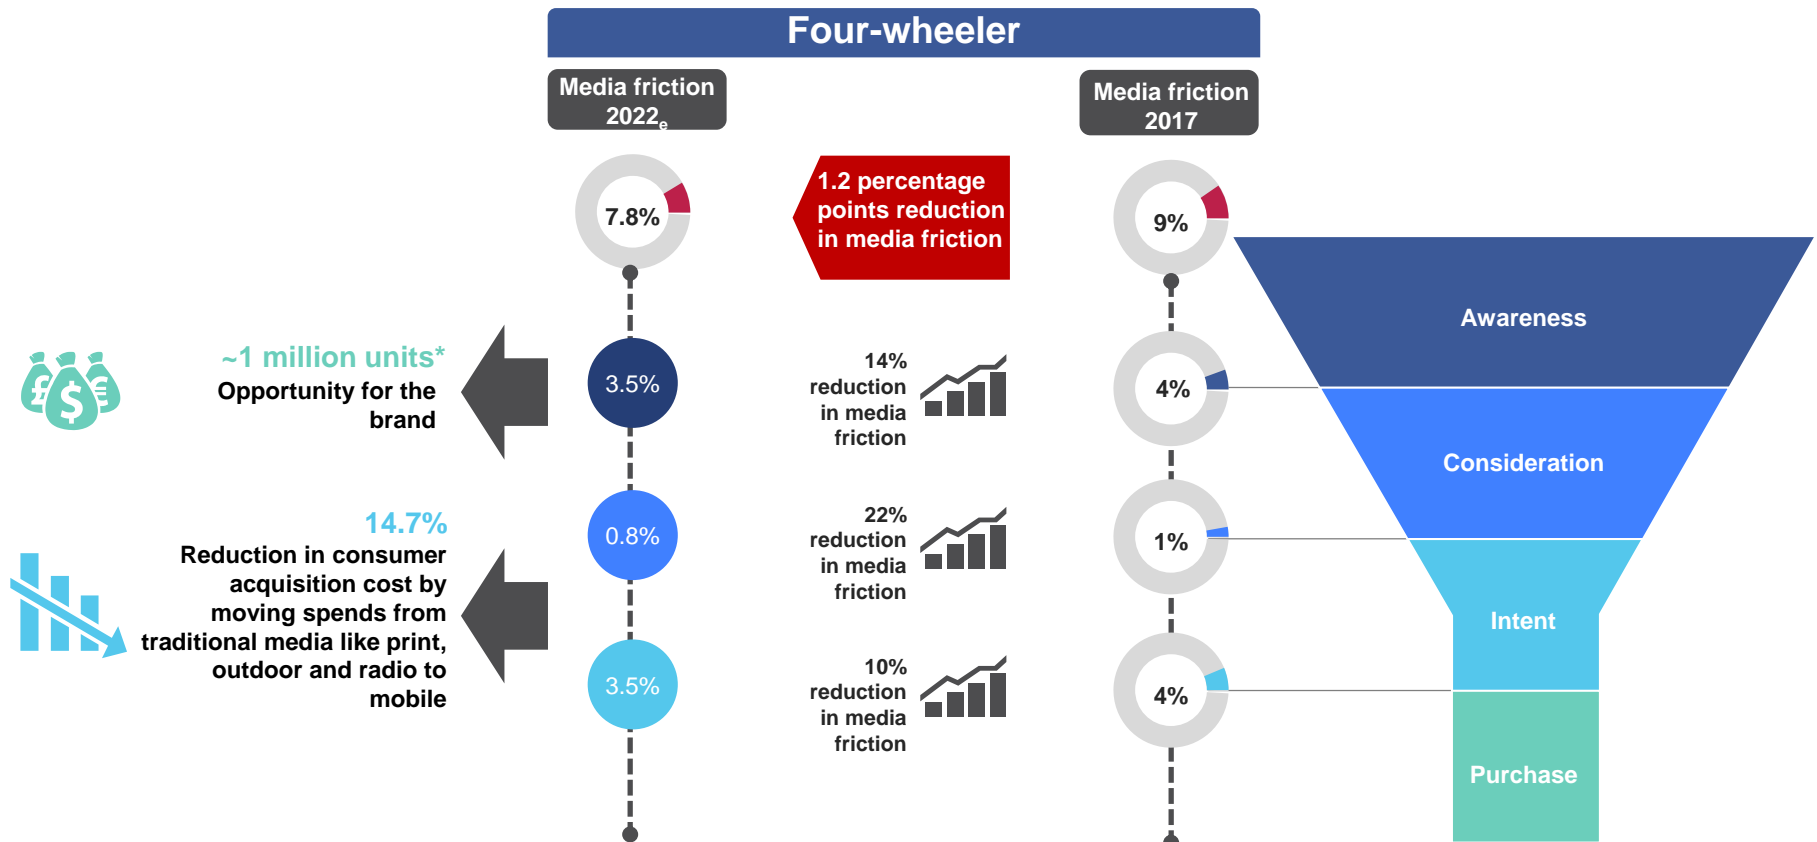 Four-wheeler
Media friction
2022e
Media friction
2017
7.8%
1.2 percentage
points reduction
in media friction
9%
Awareness
~1 million units*
Opportunity for the
brand
£
$
€
3.5%
14%
reduction
in media
friction
4%
Consideration
14.7%
Reduction in consumer
acquisition cost by
moving spends from
traditional media like print,
outdoor and radio to
mobile
0.8%
22%
reduction
in media
friction
1%
Intent
3.5%
10%
reduction
in media
friction
4%
Purchase